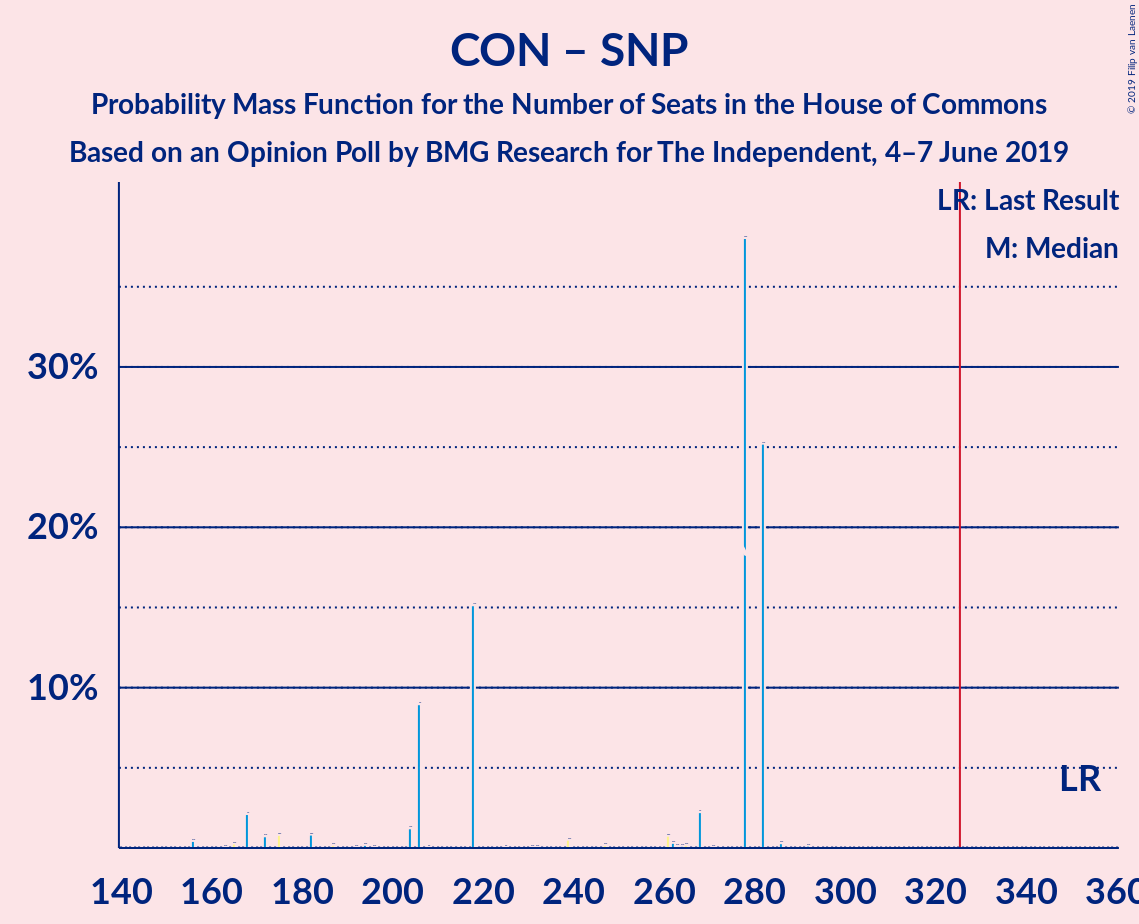 CON – SNP
Probability Mass Function for the Number of Seats in the House of Commons
Based on an Opinion Poll by BMG Research for The Independent, 4–7 June 2019
© 2019 Filip van Laenen
LR: Last Result
M: Median
30%
20%
10%
LR
140 160 180 200 220 240 260 280 300 320 340 360